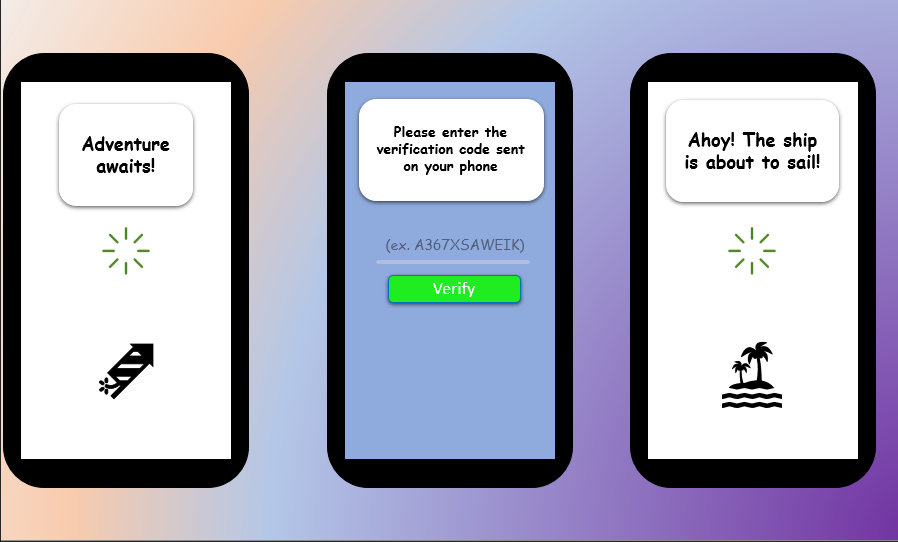 Adventure
awaits!
Please enter the
verification code sent
on your phone
(ex. A367XSAWEIK)
Verify
Ahoy! The ship
is about to sail!